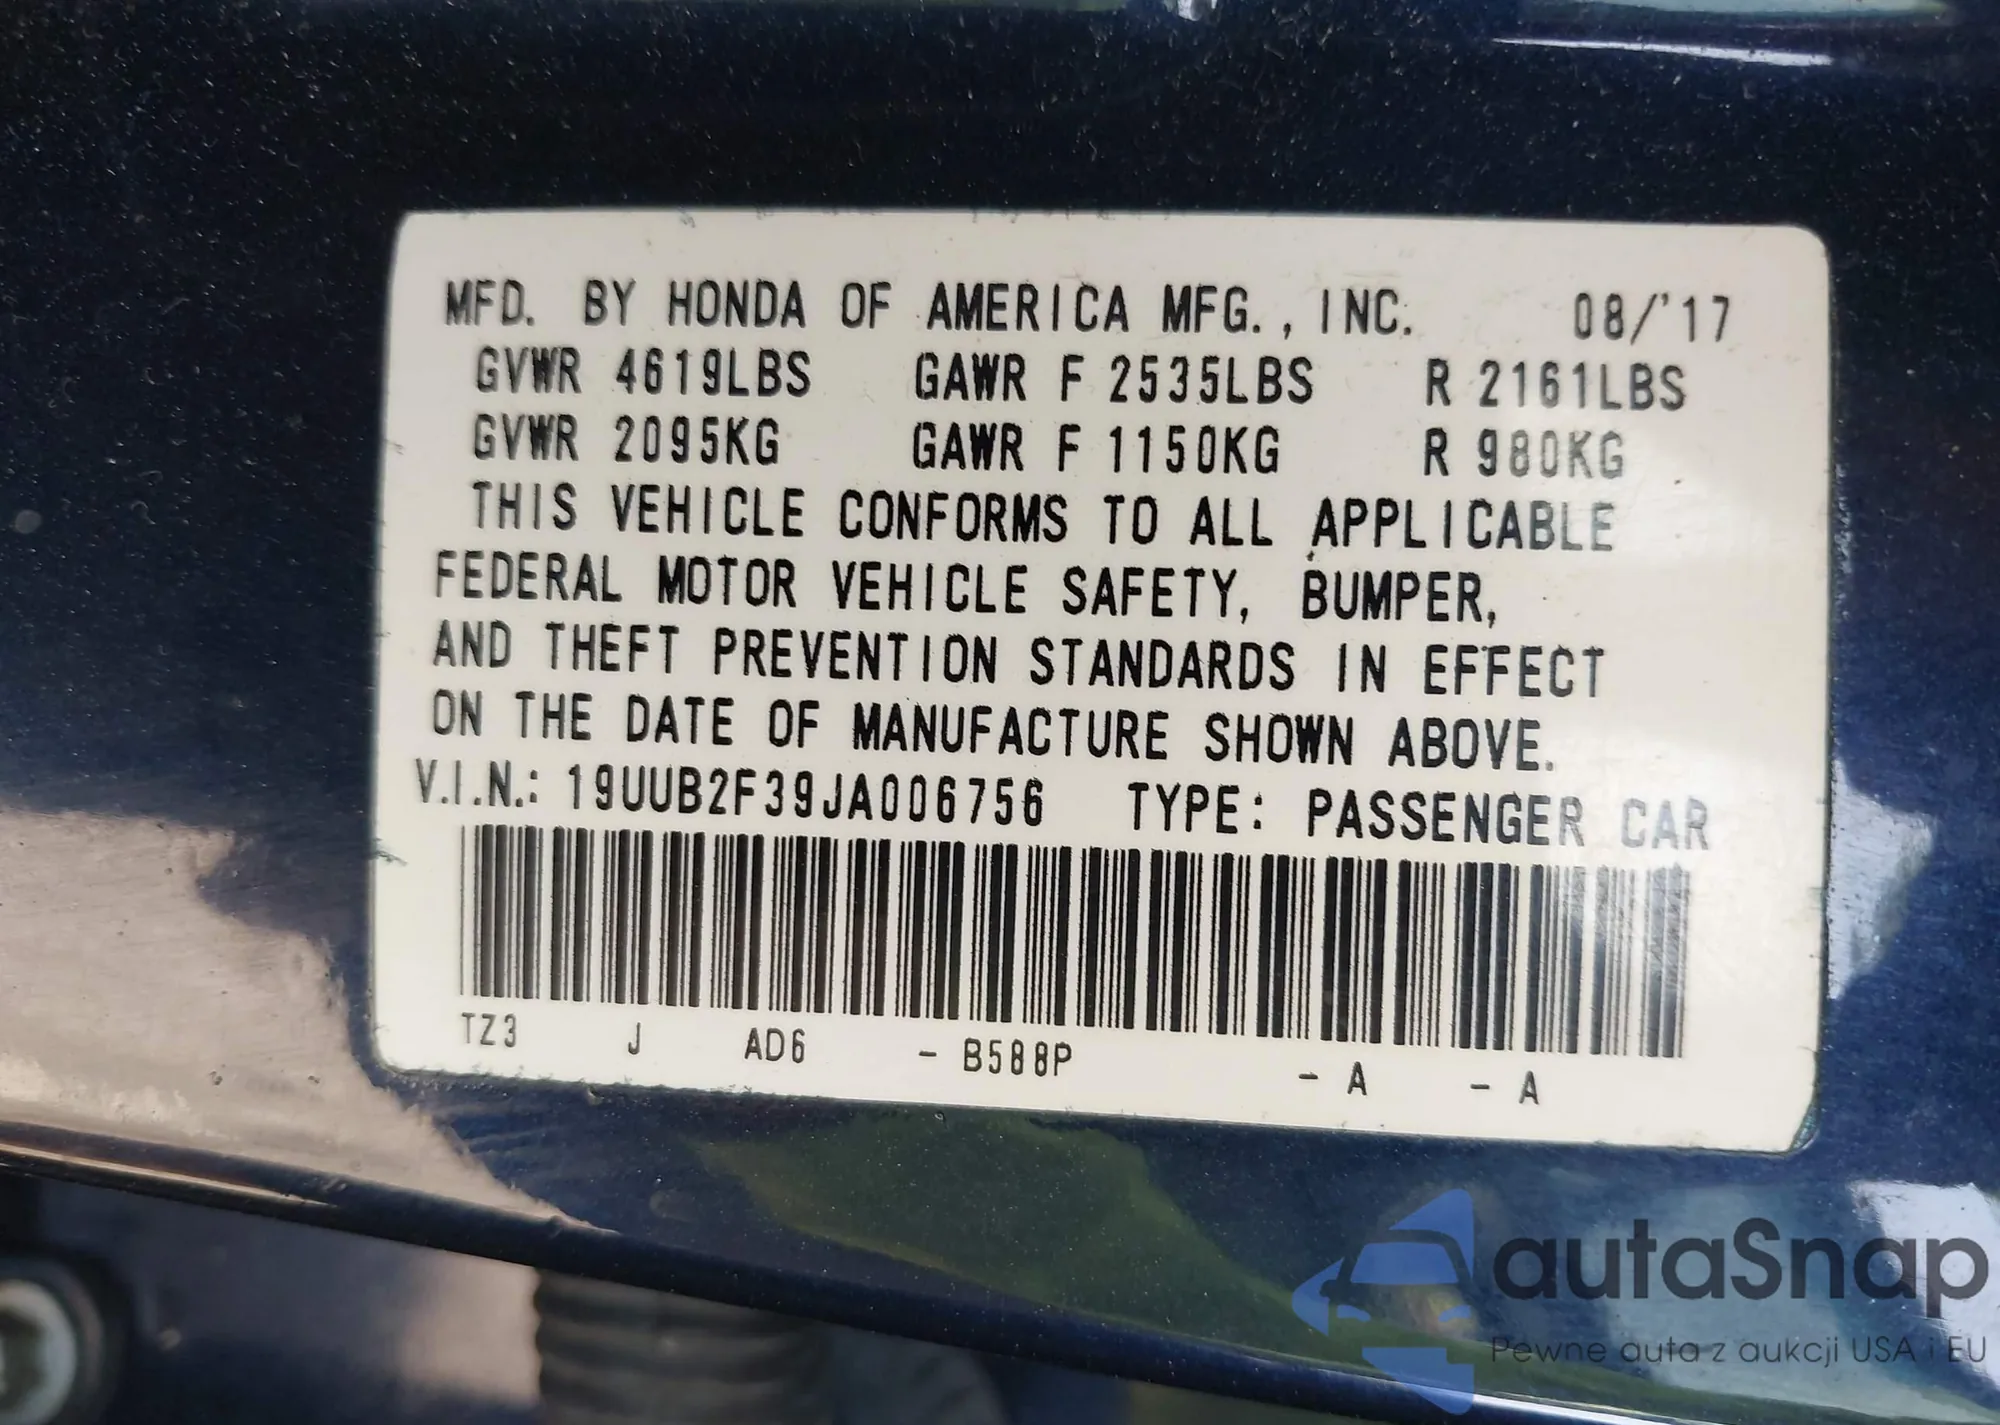 MFD. BY HONDA OF AMERICA MFG., INC. 08/'17
GVWR 4619LBS GAWR F 2535LBS R 2161LBS
GVWR 2095KG GAWR F 1150KG R 980KG
THIS VEHICLE CONFORMS TO ALL APPLICABLE
FEDERAL MOTOR VEHICLE SAFETY, BUMPER,
AND THEFT PREVENTION STANDARDS IN EFFECT
ON THE DATE OF MANUFACTURE SHOWN ABOVE.
V.I.N.: 19UUB2F39JA006756 TYPE: PASSENGER CAR
TZ3 J AD6 - B588P - A - A
autaSnap
Pewne auta z aukcji USA i EU